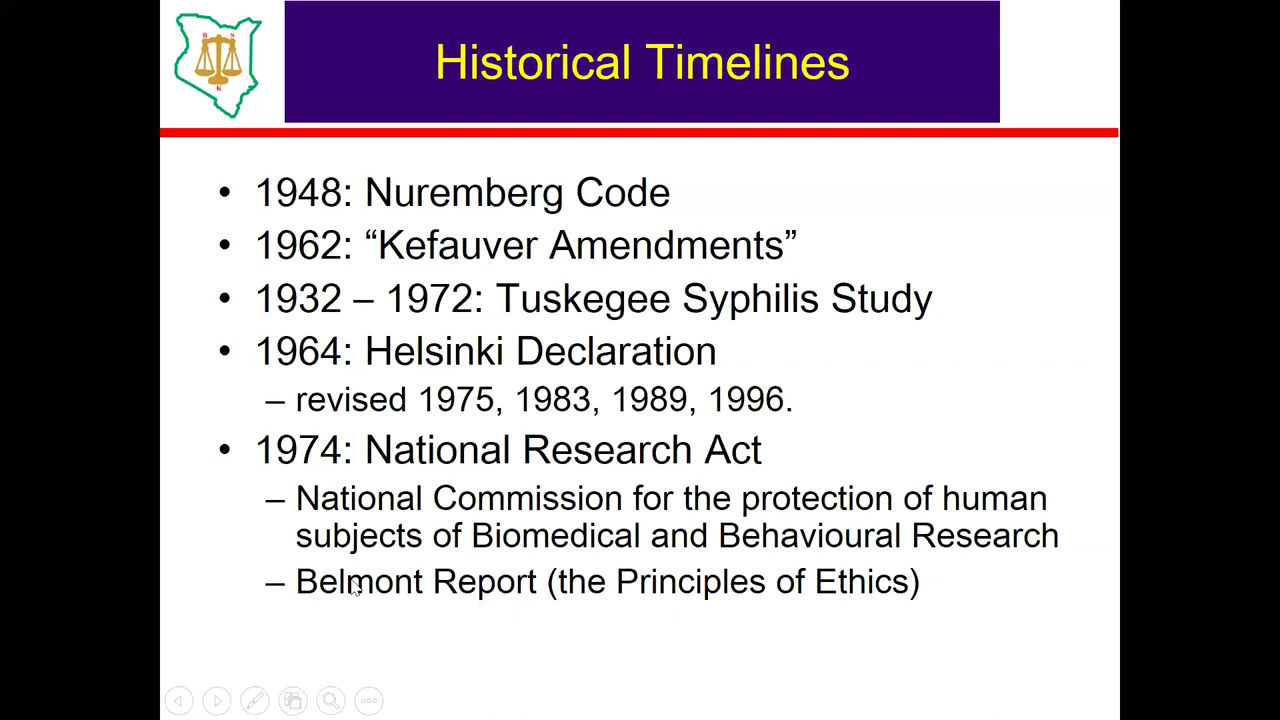 B S
K
Historical Timelines
• 1948: Nuremberg Code
• 1962: “Kefauver Amendments”
• 1932 – 1972: Tuskegee Syphilis Study
• 1964: Helsinki Declaration
– revised 1975, 1983, 1989, 1996.
• 1974: National Research Act
– National Commission for the protection of human
subjects of Biomedical and Behavioural Research
– Belmont Report (the Principles of Ethics)